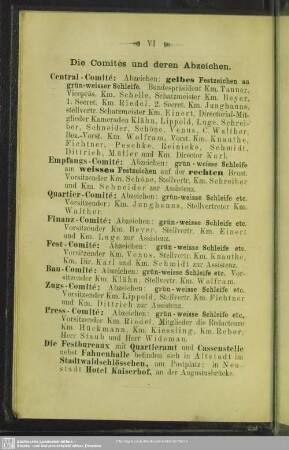 VI
Die Comités und deren Abzeichen.
Central-Comité: Abzeichen: gelbes Festzeichen an
grün-weisser Schleife. Bundespräsident Km. Tanner,
Vicepräs. Km. Schelle, Schatzmeister Km. Beyer,
1. Secret. Km. Riedel, 2. Secret. Km. Junghanns,
stellvertr. Schatzmeister Km. Einert, Directorial-Mit-
glieder Kameraden Klähn, Lippold, Luge, Schrei-
ber, Schneider, Schöne, Venus, C. Walther,
Bez.-Vorst. Km. Wolfram, Vorst. Km. Knauthe,
Fichtner, Peschke, Reinicke, Schmidt,
Dittrich, Müller und Km. Director Karl.
Empfangs-Comité: Abzeichen: grün-weisse Schleife
am weissen Festzeichen auf der rechten Brust.
Vorsitzender Km. Schöne, Stellvertr. Km. Schreiber
und Km. Schneider zur Assistenz.
Quartier-Comité: Abzeichen: grün-weisse Schleife etc.
Vorsitzender: Km. Junghanns, Stellvertreter Km.
Walther.
Finanz-Comité: Abzeichen: grün-weisse Schleife etc.
Vorsitzender Km. Beyer, Stellvertr. Km. Einert
und Km. Luge zur Assistenz.
Fest-Comité: Abzeichen: grün-weisse Schleife etc.
Vorsitzender Km. Venus, Stellvertr. Km. Knauthe,
Km. Dir. Karl und Km. Schmidt zur Assistenz.
Bau-Comité: Abzeichen: grün-weisse Schleife etc. Vor-
sitzender Km. Klähn, Stellvertr. Km. Wolfram.
Zugs-Comité: Abzeichen: grün-weisse Schleife etc.
Vorsitzender Km. Lippold, Stellvertr. Km. Fichtner
und Km. Dittrich zur Assistenz.
Press-Comité: Abzeichen: grün-weisse Schleife etc.
Vorsitzender Km. Riedel, Mitglieder die Redacteure
Km. Huckmann, Km. Kiessling, Km. Reber,
Herr Staub und Herr Wideman.
Die Festbureaux mit Quartieramt und Cassenstelle
nebst Fahnenhalle befinden sich in Altstadt im
Stadtwaldschlösschen, am Postplatz; in Neu-
stadt Hotel Kaiserhof, an der Augustusbrücke.